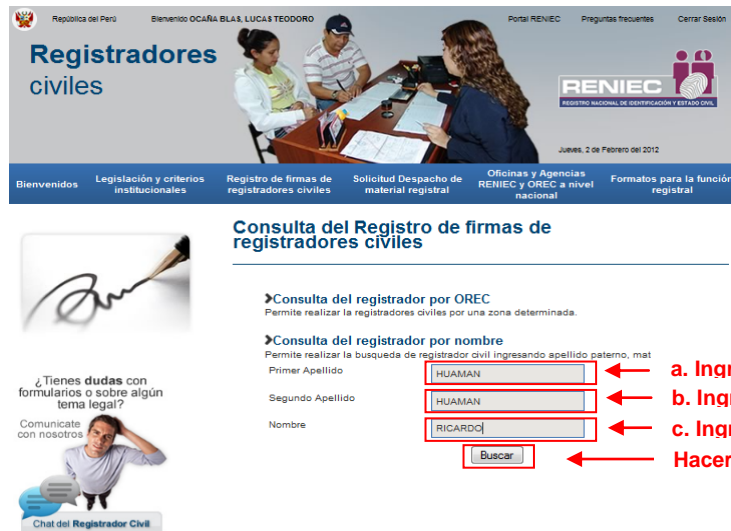 República del Perú
Bienvenido OCAÑA BLAS, LUCAS TEODORO
Portal RENIEC
Preguntas frecuentes
Cerrar Sesión
Registradores
civiles
RENIEC
REGISTRO NACIONAL DE IDENTIFICACIÓN Y ESTADO CIVIL
Jueves, 2 de Febrero del 2012
Bienvenidos
Legislación y criterios
institucionales
Registro de firmas de
registradores civiles
Solicitud Despacho de
material registral
Oficinas y Agencias
RENIEC y OREC a nivel
nacional
Formatos para la función
registral
Consulta del Registro de firmas de
registradores civiles
Consulta del registrador por OREC
Permite realizar la registradores civiles por una zona determinada.
Consulta del registrador por nombre
Permite realizar la busqueda de registrador civil ingresando apellido paterno, mat
Primer Apellido
HUAMAN
a. Ingr
Segundo Apellido
HUAMAN
b. Ingr
Nombre
RICARDO
c. Ingr
Buscar
Hacer
¿Tienes dudas con
formularios o sobre algún
tema legal?
Comunicate
con nosotros
Chat del Registrador Civil